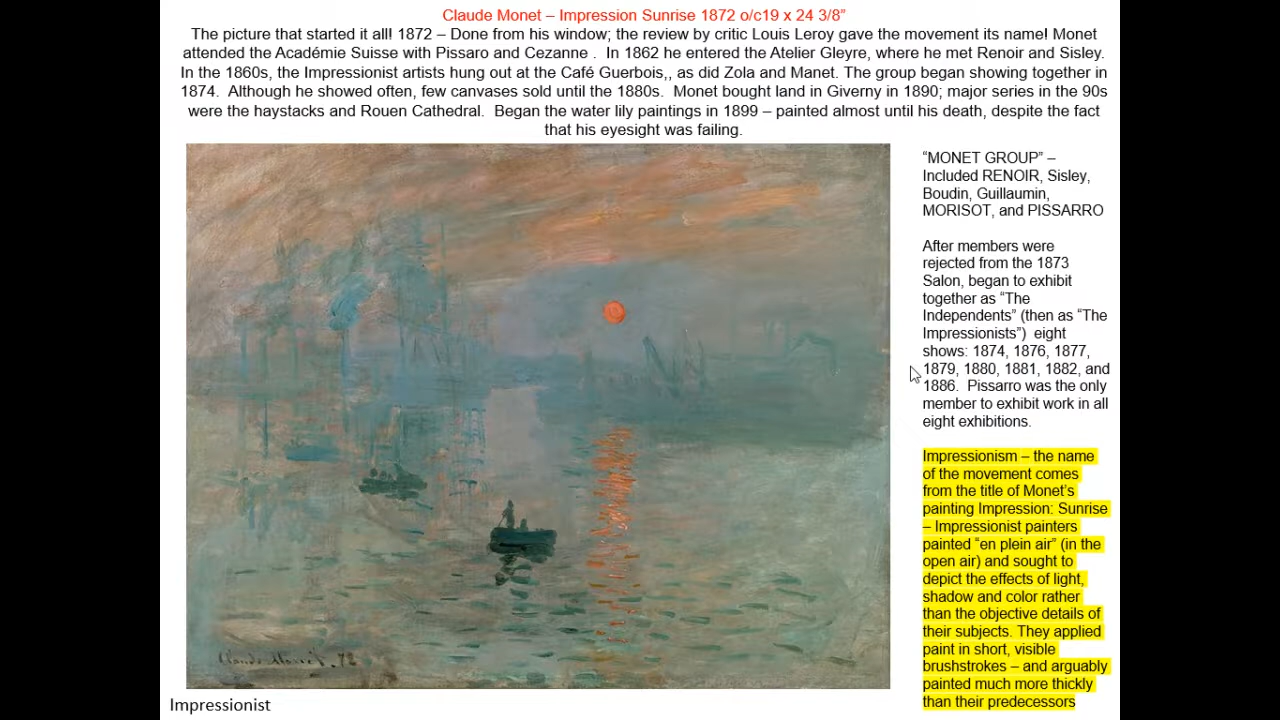 Claude Monet – Impression Sunrise 1872 o/c19 x 24 3/8”
The picture that started it all! 1872 – Done from his window; the review by critic Louis Leroy gave the movement its name! Monet
attended the Académie Suisse with Pissaro and Cezanne . In 1862 he entered the Atelier Gleyre, where he met Renoir and Sisley.
In the 1860s, the Impressionist artists hung out at the Café Guerbois,, as did Zola and Manet. The group began showing together in
1874. Although he showed often, few canvases sold until the 1880s. Monet bought land in Giverny in 1890; major series in the 90s
were the haystacks and Rouen Cathedral. Began the water lily paintings in 1899 – painted almost until his death, despite the fact
that his eyesight was failing.
“MONET GROUP” –
Included RENOIR, Sisley,
Boudin, Guillaumin,
MORISOT, and PISSARRO
After members were
rejected from the 1873
Salon, began to exhibit
together as “The
Independents” (then as “The
Impressionists”) eight
shows: 1874, 1876, 1877,
1879, 1880, 1881, 1882, and
1886. Pissarro was the only
member to exhibit work in all
eight exhibitions.
Impressionism – the name
of the movement comes
from the title of Monet’s
painting Impression: Sunrise
– Impressionist painters
painted “en plein air” (in the
open air) and sought to
depict the effects of light,
shadow and color rather
than the objective details of
their subjects. They applied
paint in short, visible
brushstrokes – and arguably
painted much more thickly
than their predecessors
Claude Monet. 72
Impressionist